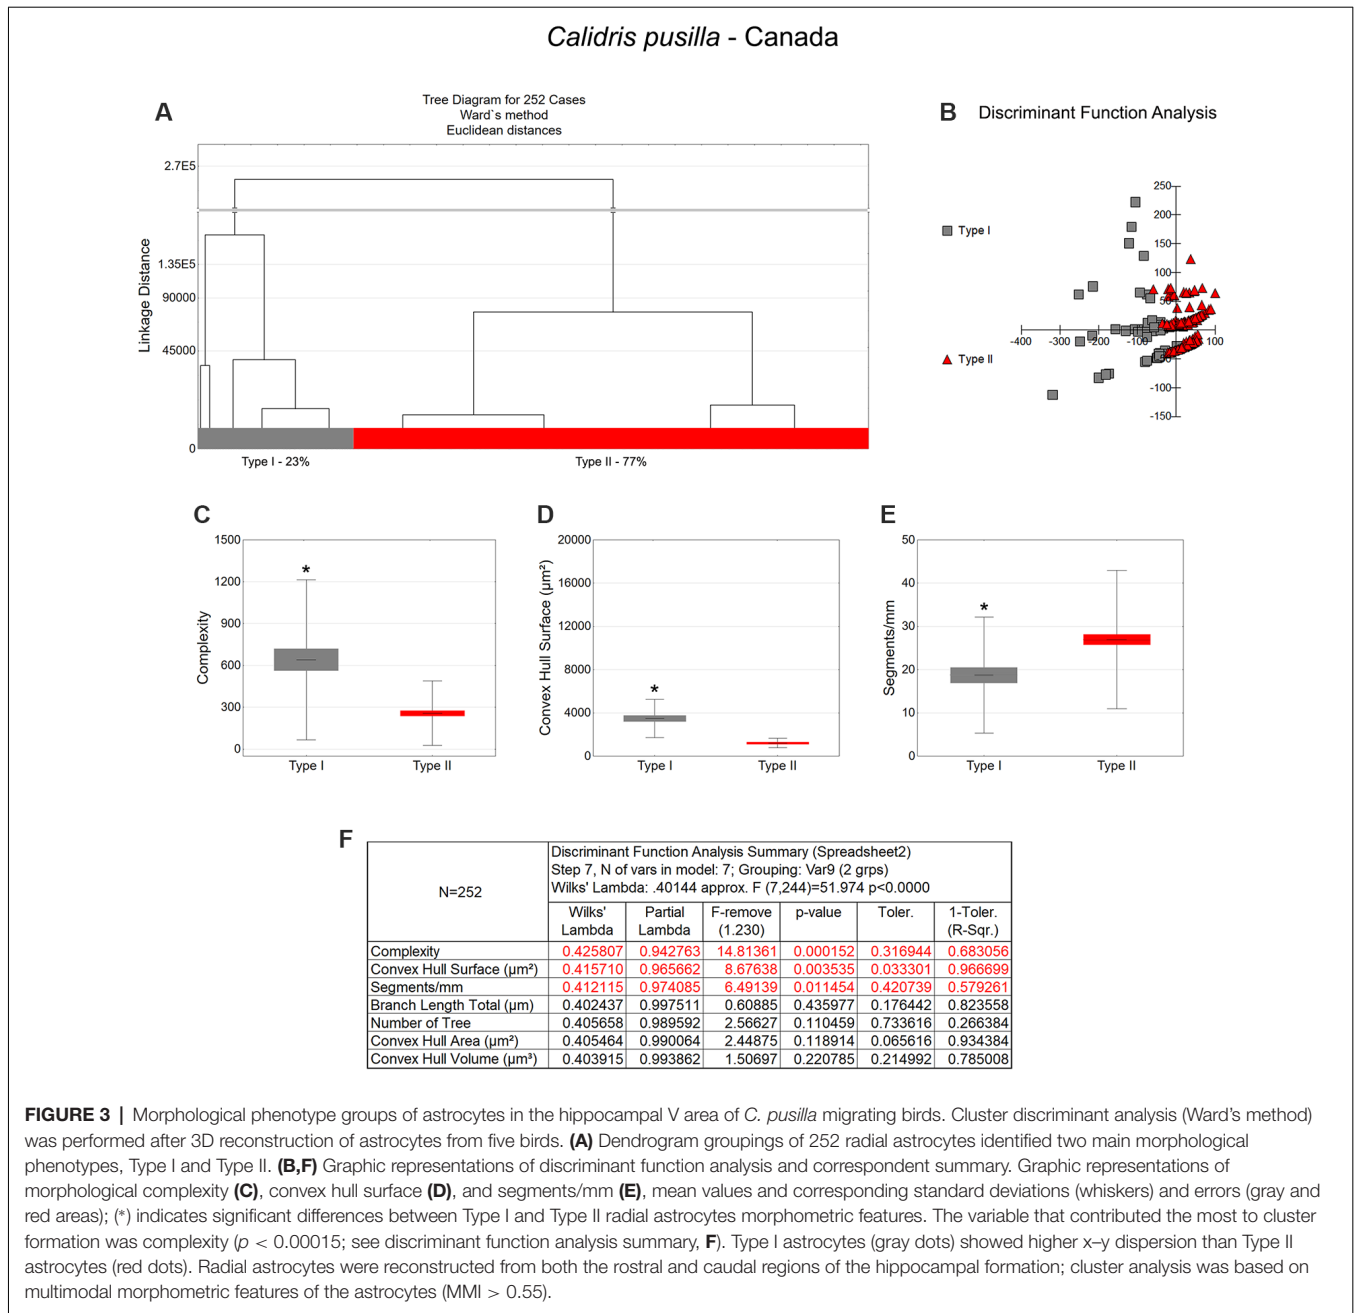 Calidris pusilla - Canada
A
Tree Diagram for 252 Cases
Ward`s method
Euclidean distances
2.7E5
1.35E5
90000
45000
0
Linkage Distance
Type I - 23%
Type II - 77%
B
Discriminant Function Analysis
Type I
Type II
250
200
150
100
50
-400
-300
-200
-100
100
-50
-100
-150
C
1500
1200
900
600
300
0
Complexity
*
Type I
Type II
D
20000
16000
12000
8000
4000
0
Convex Hull Surface (µm²)
*
Type I
Type II
E
50
40
30
20
10
0
Segments/mm
*
Type I
Type II
F
N=252
Discriminant Function Analysis Summary (Spreadsheet2)
Step 7, N of vars in model: 7; Grouping: Var9 (2 grps)
Wilks' Lambda: .40144 approx. F (7,244)=51.974 p<0.0000
Wilks' Lambda Partial Lambda F-remove (1.230) p-value Toler. 1-Toler. (R-Sqr.)
Complexity 0.425807 0.942763 14.81361 0.000152 0.316944 0.683056
Convex Hull Surface (µm²) 0.415710 0.965662 8.67638 0.003535 0.033301 0.966699
Segments/mm 0.412115 0.974085 6.49139 0.011454 0.420739 0.579261
Branch Length Total (µm) 0.402437 0.997511 0.60885 0.435977 0.176442 0.823558
Number of Tree 0.405658 0.989592 2.56627 0.110459 0.733616 0.266384
Convex Hull Area (µm²) 0.405464 0.990064 2.44875 0.118914 0.065616 0.934384
Convex Hull Volume (µm³) 0.403915 0.993862 1.50697 0.220785 0.214992 0.785008
FIGURE 3 | Morphological phenotype groups of astrocytes in the hippocampal V area of C. pusilla migrating birds. Cluster discriminant analysis (Ward's method)
was performed after 3D reconstruction of astrocytes from five birds. (A) Dendrogram groupings of 252 radial astrocytes identified two main morphological
phenotypes, Type I and Type II. (B,F) Graphic representations of discriminant function analysis and correspondent summary. Graphic representations of
morphological complexity (C), convex hull surface (D), and segments/mm (E), mean values and corresponding standard deviations (whiskers) and errors (gray and
red areas); (*) indicates significant differences between Type I and Type II radial astrocytes morphometric features. The variable that contributed the most to cluster
formation was complexity (p < 0.00015; see discriminant function analysis summary, F). Type I astrocytes (gray dots) showed higher x–y dispersion than Type II
astrocytes (red dots). Radial astrocytes were reconstructed from both the rostral and caudal regions of the hippocampal formation; cluster analysis was based on
multimodal morphometric features of the astrocytes (MMI > 0.55).